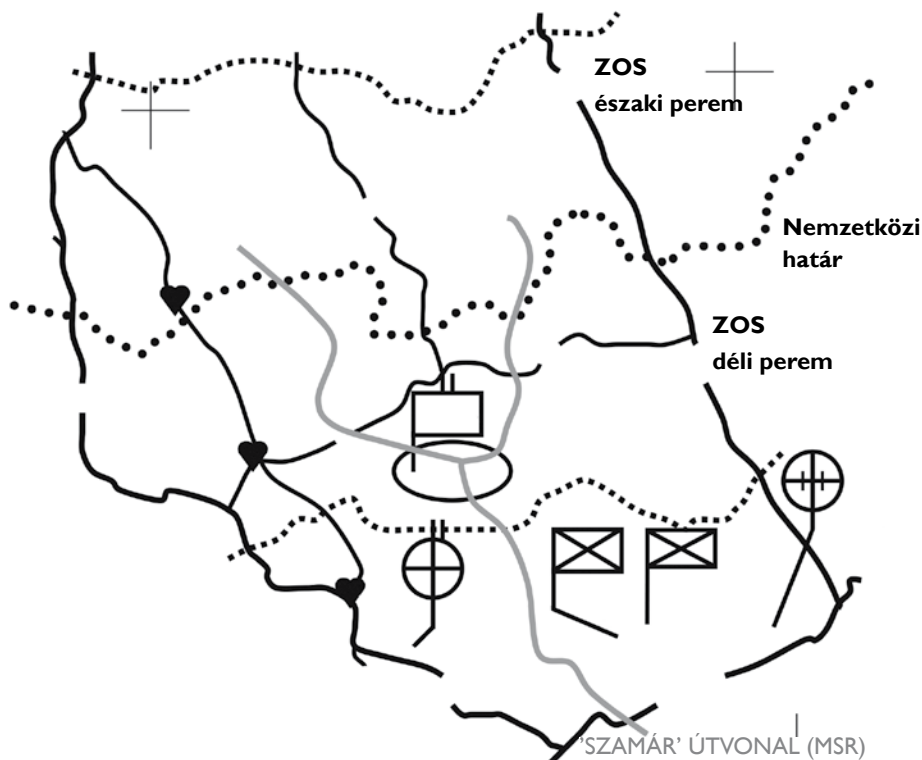 ZOS
északi perem
Nemzetközi
határ
ZOS
déli perem
'SZAMÁR' ÚTVONAL (MSR)